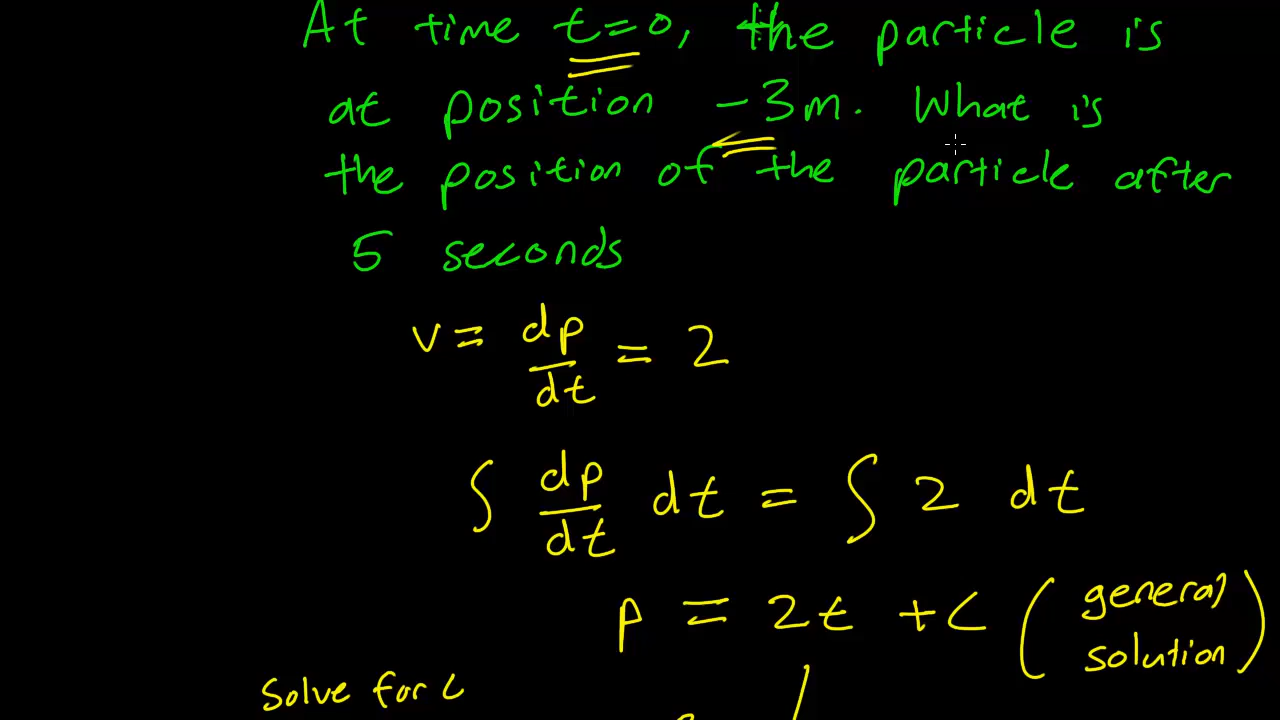 At time t=0, the particle is
at position -3m. What is
the position of the particle after
5 seconds
v = dp/dt = 2
∫ dp/dt dt = ∫ 2 dt
p = 2t + c (general solution)
Solve for c